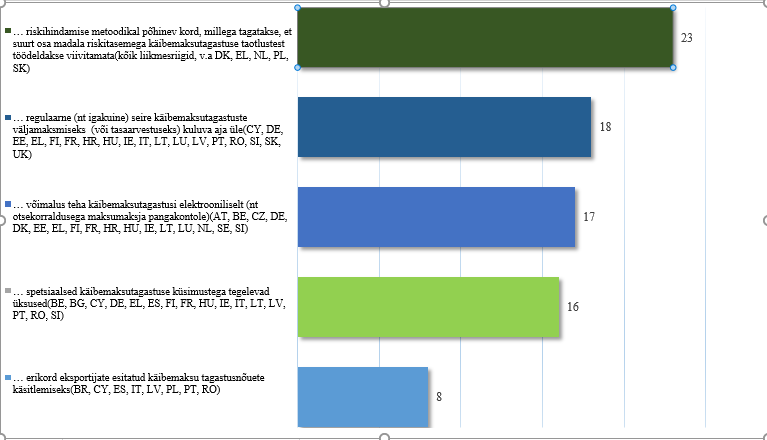 … riskihindamise metoodikal põhinev kord, millega tagatakse, et
suurt osa madala riskitasemega käibemaksutagastuse taotlustest
töödeldakse viivitamata(kõik liikmesriigid, v.a DK, EL, NL, PL,
SK)
23
… regulaarne (nt igakuine) seire käibemaksutagastuste
väljamaksmiseks (või tasaarvestuseks) kuluva aja üle(CY, DE,
EE, EL, FI, FR, HR, HU, IE, IT, LT, LU, LV, PT, RO, SI, SK,
UK)
18
… võimalus teha käibemaksutagastusi elektrooniliselt (nt
otsekorraldusega maksumaksja pangakontole)(AT, BE, CZ, DE,
DK, EE, EL, FI, FR, HR, HU, IE, LT, LU, NL, SE, SI)
17
… spetsiaalsed käibemaksutagastuse küsimustega tegelevad
üksused(BE, BG, CY, DE, EL, ES, FI, FR, HU, IE, IT, LT, LV,
PT, RO, SI)
16
… erikord eksportijate esitatud käibemaksu tagastusnõuete
käsitlemiseks(BR, CY, ES, IT, LV, PL, PT, RO)
8